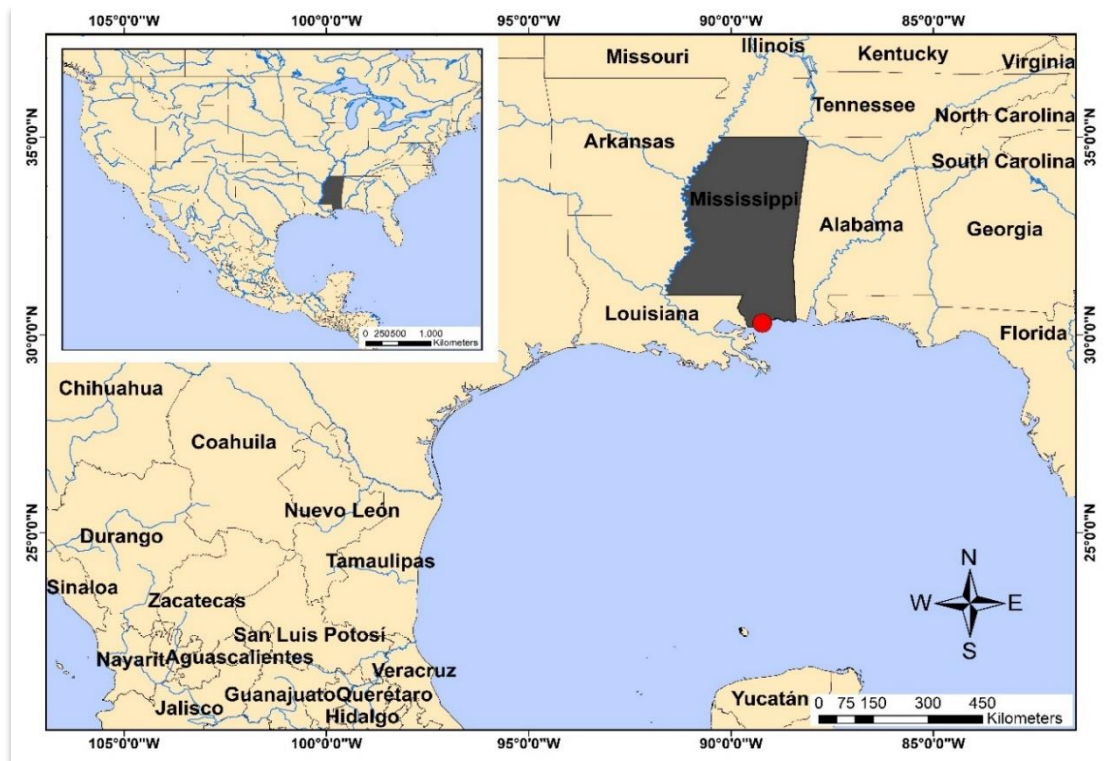 105°0'0"W
100°0'0"W
95°0'0"W
90°0'0"W
85°0'0"W
Illinois
Missouri
Kentucky
Virginia
Tennessee
North Carolina
35°0'0"N
35°0'0"N
Arkansas
South Carolina
Mississippi
Alabama
Georgia
Louisiana
Florida
30°0'0"N
30°0'0"N
0 250500 1.000
Kilometers
Chihuahua
Coahuila
Nuevo León
25°0'0"N
25°0'0"N
Durango
Tamaulipas
Sinaloa
Zacatecas
San Luis Potosí
Nayarit
Aguascalientes
Veracruz
Guanajuato
Querétaro
Jalisco
Hidalgo
Yucatán
N
W
E
S
0 75 150 300 450
Kilometers
105°0'0"W
100°0'0"W
95°0'0"W
90°0'0"W
85°0'0"W